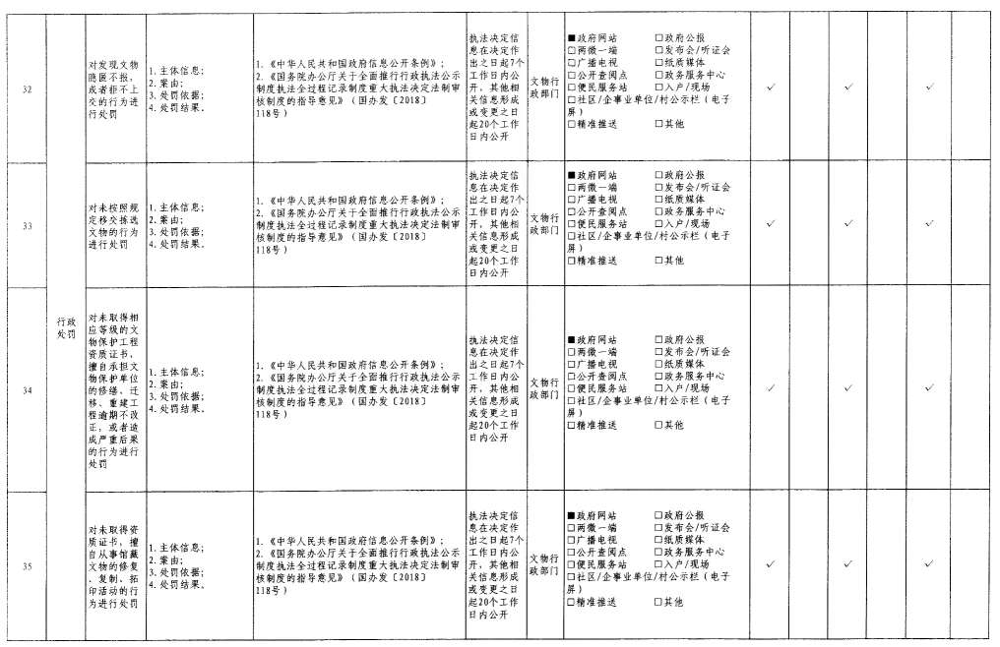 32
行政
处罚
对发现文物
隐匿不报,
或者拒不上
交的行为进
行处罚
1. 主体信息;
2. 案由;
3. 处罚依据;
4. 处罚结果。
1. 《中华人民共和国政府信息公开条例》;
2. 《国务院办公厅关于全面推行行政执法公示
制度执法全过程记录制度重大执法决定法制审
核制度的指导意见》(国办发〔2018〕
118号)
执法决定信
息在决定作
出之日起7个
工作日内公
开, 其他相
关信息形成
或变更之日
起20个工作
日内公开
文物行
政部门
■政府网站 □政府公报
□两微一端 □发布会/听证会
□广播电视 □纸质媒体
□公开查阅点 □政务服务中心
□便民服务站 □入户/现场
□社区/企事业单位/村公示栏(电子
屏)
□精准推送 □其他
✓ ✓ ✓
33
对未按照规
定移交拣选
文物的行为
进行处罚
1. 主体信息;
2. 案由;
3. 处罚依据;
4. 处罚结果。
1. 《中华人民共和国政府信息公开条例》;
2. 《国务院办公厅关于全面推行行政执法公示
制度执法全过程记录制度重大执法决定法制审
核制度的指导意见》(国办发〔2018〕
118号)
执法决定信
息在决定作
出之日起7个
工作日内公
开, 其他相
关信息形成
或变更之日
起20个工作
日内公开
文物行
政部门
■政府网站 □政府公报
□两微一端 □发布会/听证会
□广播电视 □纸质媒体
□公开查阅点 □政务服务中心
□便民服务站 □入户/现场
□社区/企事业单位/村公示栏(电子
屏)
□精准推送 □其他
✓ ✓ ✓
34
对未取得相
应等级的文
物保护工程
资质证书,
擅自承担文
物保护单位
的修缮、迁
移、重建工
程逾期不改
正, 或者造
成严重后果
的行为进行
处罚
1. 主体信息;
2. 案由;
3. 处罚依据;
4. 处罚结果。
1. 《中华人民共和国政府信息公开条例》;
2. 《国务院办公厅关于全面推行行政执法公示
制度执法全过程记录制度重大执法决定法制审
核制度的指导意见》(国办发〔2018〕
118号)
执法决定信
息在决定作
出之日起7个
工作日内公
开, 其他相
关信息形成
或变更之日
起20个工作
日内公开
文物行
政部门
■政府网站 □政府公报
□两微一端 □发布会/听证会
□广播电视 □纸质媒体
□公开查阅点 □政务服务中心
□便民服务站 □入户/现场
□社区/企事业单位/村公示栏(电子
屏)
□精准推送 □其他
✓ ✓ ✓
35
对未取得资
质证书, 擅
自从事馆藏
文物的修复
、复制、拓
印活动的行
为进行处罚
1. 主体信息;
2. 案由;
3. 处罚依据;
4. 处罚结果。
1. 《中华人民共和国政府信息公开条例》;
2. 《国务院办公厅关于全面推行行政执法公示
制度执法全过程记录制度重大执法决定法制审
核制度的指导意见》(国办发〔2018〕
118号)
执法决定信
息在决定作
出之日起7个
工作日内公
开, 其他相
关信息形成
或变更之日
起20个工作
日内公开
文物行
政部门
■政府网站 □政府公报
□两微一端 □发布会/听证会
□广播电视 □纸质媒体
□公开查阅点 □政务服务中心
□便民服务站 □入户/现场
□社区/企事业单位/村公示栏(电子
屏)
□精准推送 □其他
✓ ✓ ✓